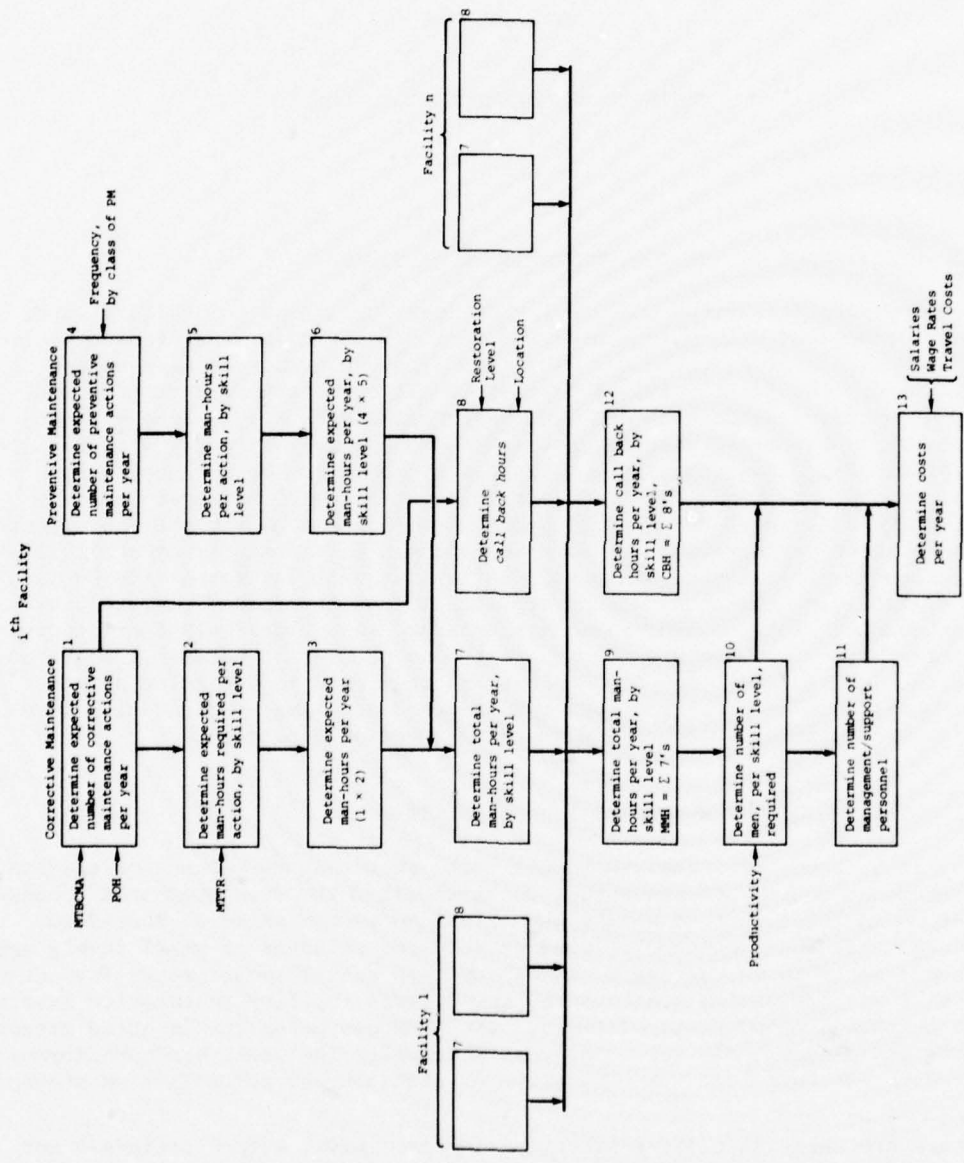 i th Facility
Corrective Maintenance
1
Determine expected
number of corrective
maintenance actions
per year
MTBCMA
POH
2
Determine expected
man-hours required per
action, by skill level
MTTR
3
Determine expected
man-hours per year
(1 × 2)
Preventive Maintenance
4
Determine expected
number of preventive
maintenance actions
per year
Frequency,
by class of PM
5
Determine man-hours
per action, by skill
level
6
Determine expected
man-hours per year, by
skill level (4 × 5)
Facility 1
7
8
7
Determine total
man-hours per year,
by skill level
8
Determine
call back hours
Restoration
Level
Location
Facility n
7
8
9
Determine total man-
hours per year, by
skill level
MMH = Σ 7's
12
Determine call back
hours per year, by
skill level,
CBH = Σ 8's
Productivity
10
Determine number of
men, per skill level,
required
11
Determine number of
management/support
personnel
13
Determine costs
per year
Salaries
Wage Rates
Travel Costs